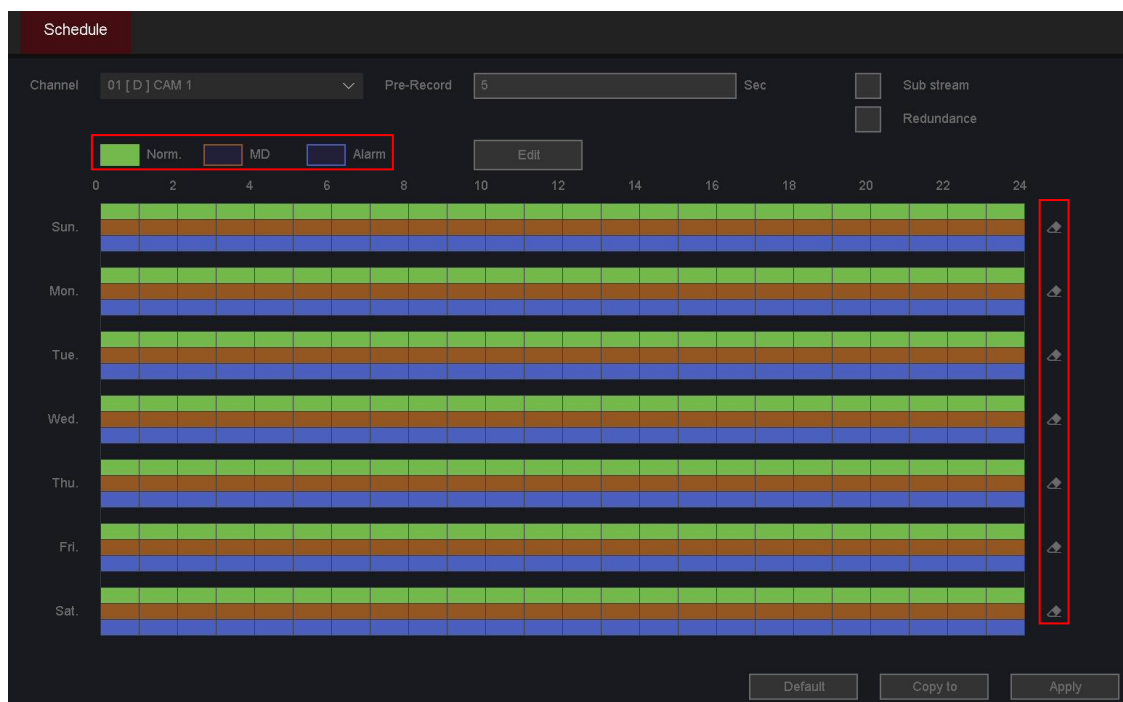 Schedule
Channel 01 [ D ] CAM 1 Pre-Record 5 Sec Sub stream
Redundance
Norm. MD Alarm Edit
0 2 4 6 8 10 12 14 16 18 20 22 24
Sun.
Mon.
Tue.
Wed.
Thu.
Fri.
Sat.
Default Copy to Apply